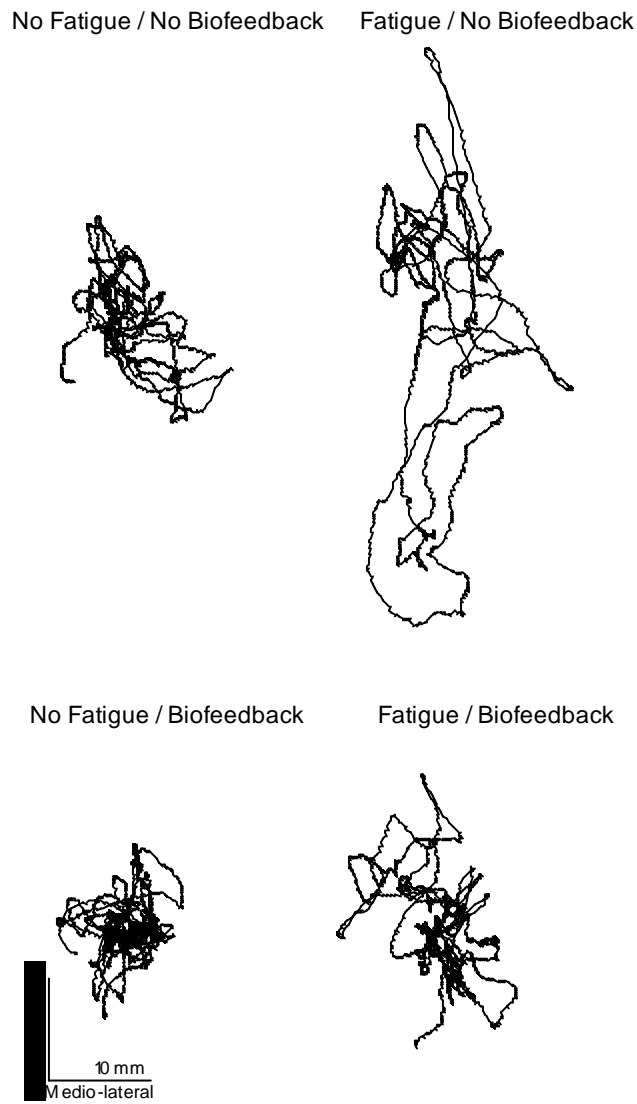 No Fatigue / No Biofeedback
Fatigue / No Biofeedback
No Fatigue / Biofeedback
Fatigue / Biofeedback
10 mm
Medio-lateral